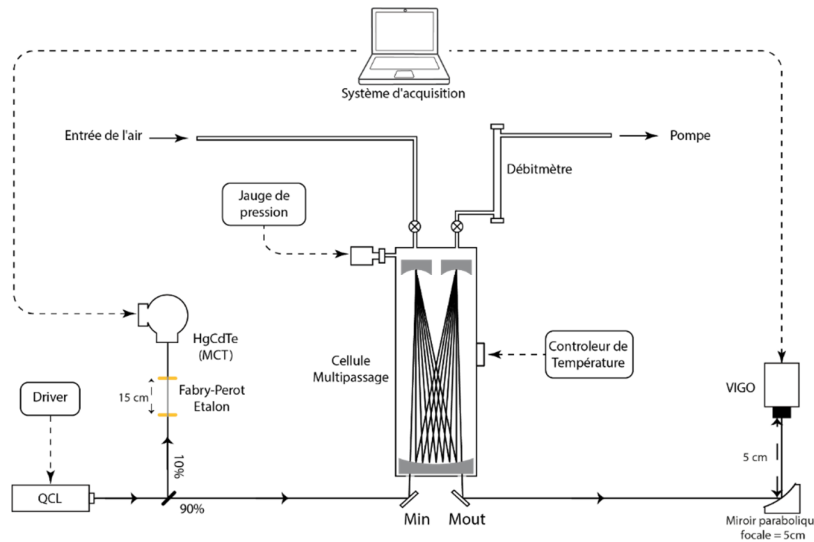 Système d'acquisition
Entrée de l'air
Pompe
Débitmètre
Jauge de
pression
HgCdTe
(MCT)
Cellule
Multipassage
Controleur de
Température
15 cm
Fabry-Perot
Etalon
VIGO
Driver
5 cm
10%
QCL
90%
Min
Mout
Miroir paraboliqu
focale = 5cm